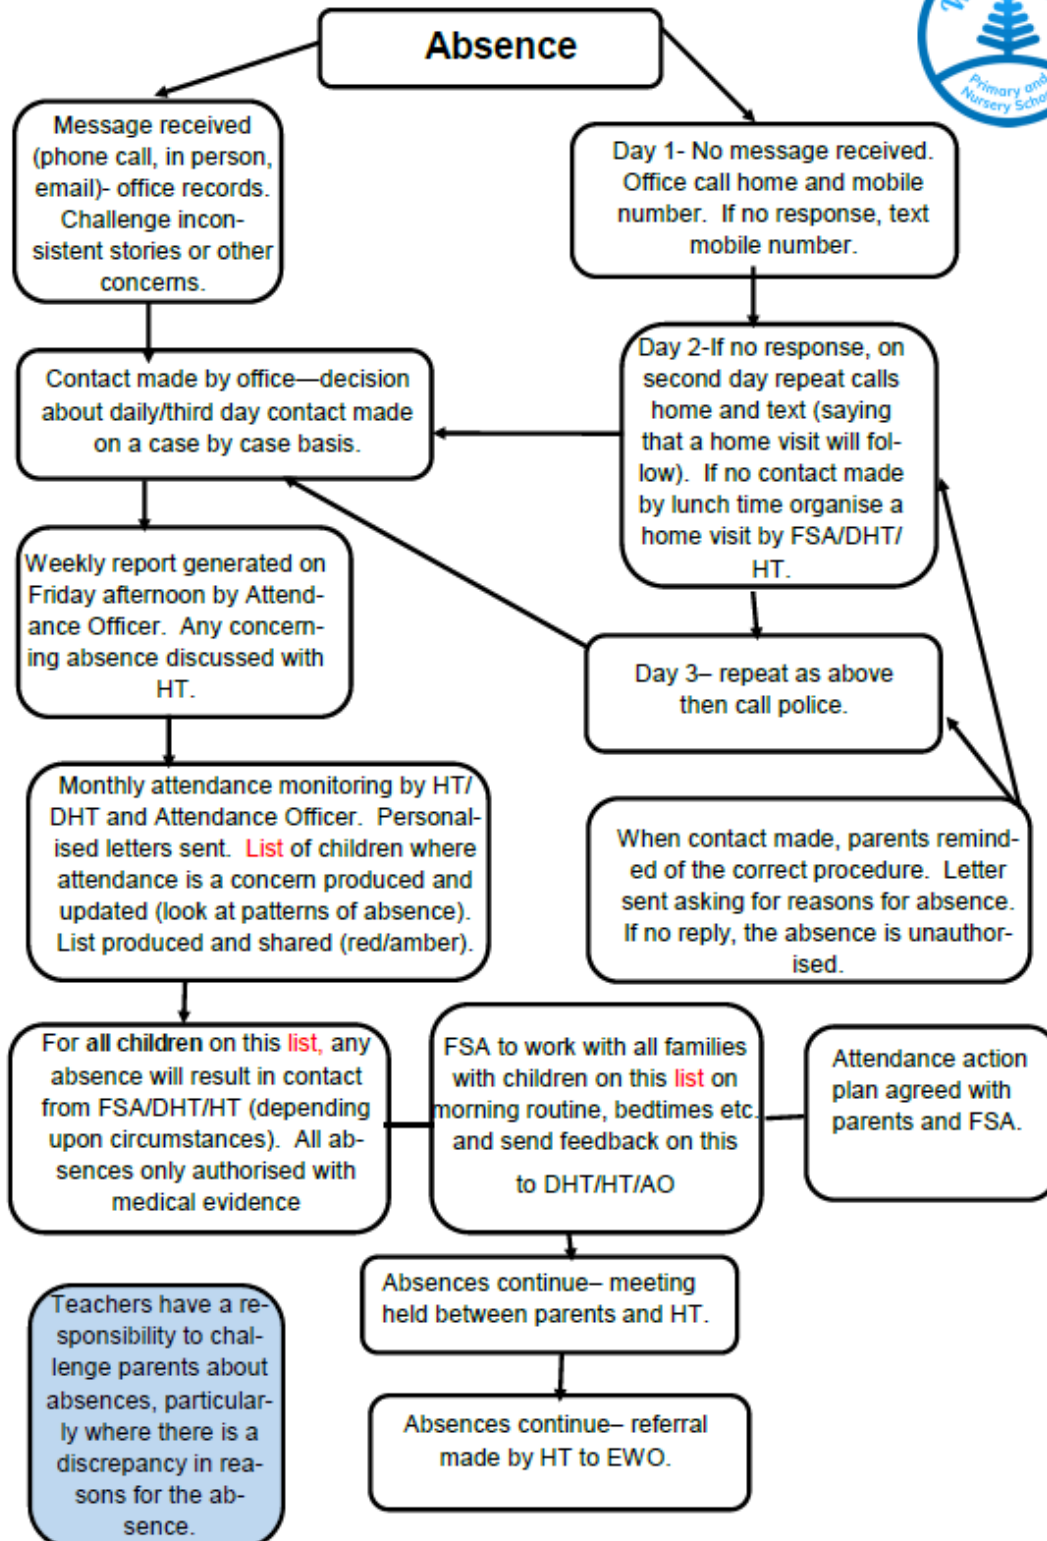 Absence
Primary and
Nursery School
Message received
(phone call, in person,
email)- office records.
Challenge incon-
sistent stories or other
concerns.
Day 1- No message received.
Office call home and mobile
number. If no response, text
mobile number.
Contact made by office—decision
about daily/third day contact made
on a case by case basis.
Day 2-If no response, on
second day repeat calls
home and text (saying
that a home visit will fol-
low). If no contact made
by lunch time organise a
home visit by FSA/DHT/
HT.
Weekly report generated on
Friday afternoon by Attend-
ance Officer. Any concern-
ing absence discussed with
HT.
Day 3– repeat as above
then call police.
Monthly attendance monitoring by HT/
DHT and Attendance Officer. Personal-
ised letters sent. List of children where
attendance is a concern produced and
updated (look at patterns of absence).
List produced and shared (red/amber).
When contact made, parents remind-
ed of the correct procedure. Letter
sent asking for reasons for absence.
If no reply, the absence is unauthor-
ised.
For all children on this list, any
absence will result in contact
from FSA/DHT/HT (depending
upon circumstances). All ab-
sences only authorised with
medical evidence
FSA to work with all families
with children on this list on
morning routine, bedtimes etc.
and send feedback on this
to DHT/HT/AO
Attendance action
plan agreed with
parents and FSA.
Absences continue– meeting
held between parents and HT.
Absences continue– referral
made by HT to EWO.
Teachers have a re-
sponsibility to chal-
lenge parents about
absences, particular-
ly where there is a
discrepancy in rea-
sons for the ab-
sence.